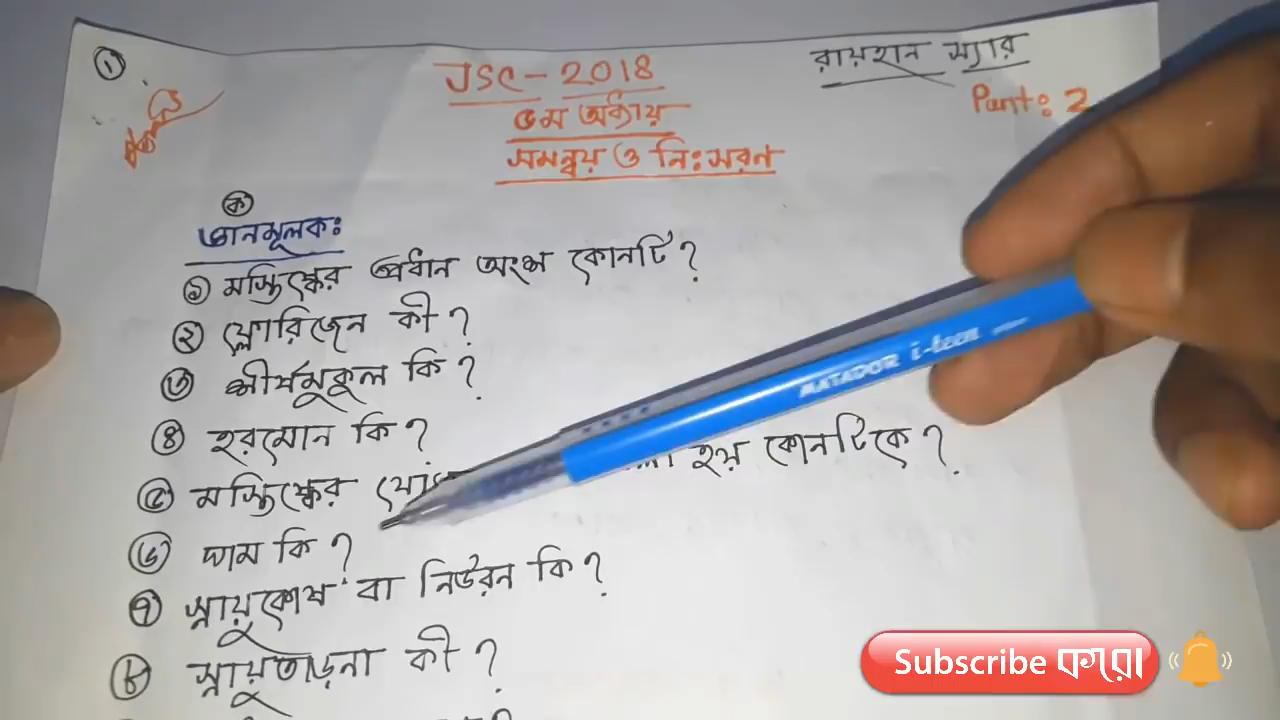 ১
JSC - 2018
রায়হান স্যার
৫ম অধ্যায়
Part: 2
সমন্বয় ও নিঃসরণ
ক
জ্ঞানমূলক:
১ মস্তিষ্কের প্রধান অংশ কোনটি?
২ ফ্লোরিজেন কী?
৩ শীর্ষমুকুল কি?
৪ হরমোন কি?
৫ মস্তিষ্কের হয় কোনটিকে?
৬ ঘাম কি?
৭ স্নায়ুকোষ বা নিউরন কি?
৮ স্নায়ুতাড়না কী?
MATADOR i-teen
Subscribe করো